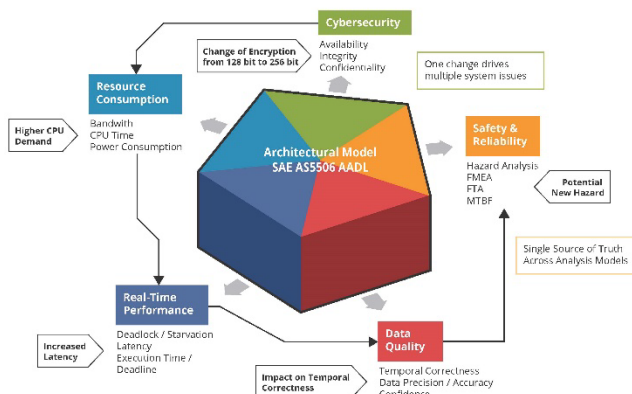 Cybersecurity
Availability
Integrity
Confidentiality
Change of Encryption
from 128 bit to 256 bit
One change drives
multiple system issues
Resource
Consumption
Bandwith
CPU Time
Power Consumption
Higher CPU
Demand
Architectural Model
SAE AS5506 AADL
Safety &
Reliability
Hazard Analysis
FMEA
FTA
MTBF
Potential
New Hazard
Single Source of Truth
Across Analysis Models
Real-Time
Performance
Deadlock / Starvation
Latency
Execution Time /
Deadline
Increased
Latency
Data
Quality
Temporal Correctness
Data Precision / Accuracy
Confidence
Impact on Temporal
Correctness